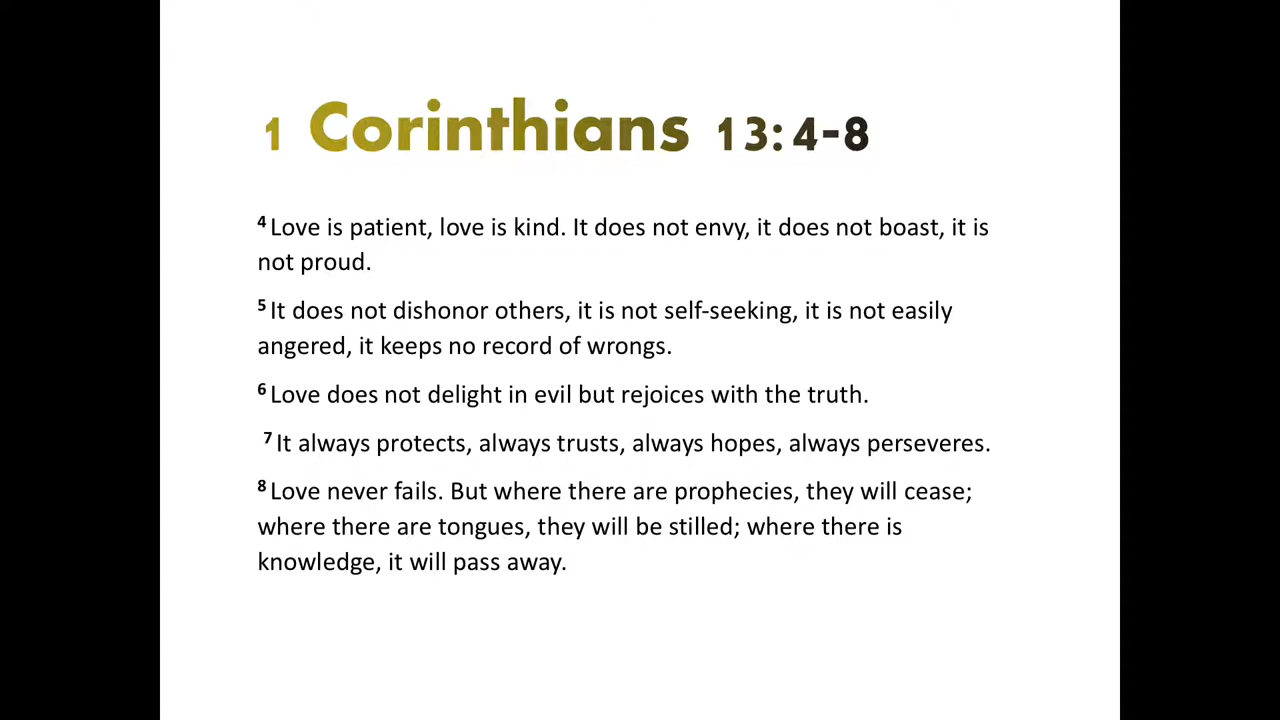 1 Corinthians 13:4-8
4 Love is patient, love is kind. It does not envy, it does not boast, it is
not proud.
5 It does not dishonor others, it is not self-seeking, it is not easily
angered, it keeps no record of wrongs.
6 Love does not delight in evil but rejoices with the truth.
7 It always protects, always trusts, always hopes, always perseveres.
8 Love never fails. But where there are prophecies, they will cease;
where there are tongues, they will be stilled; where there is
knowledge, it will pass away.